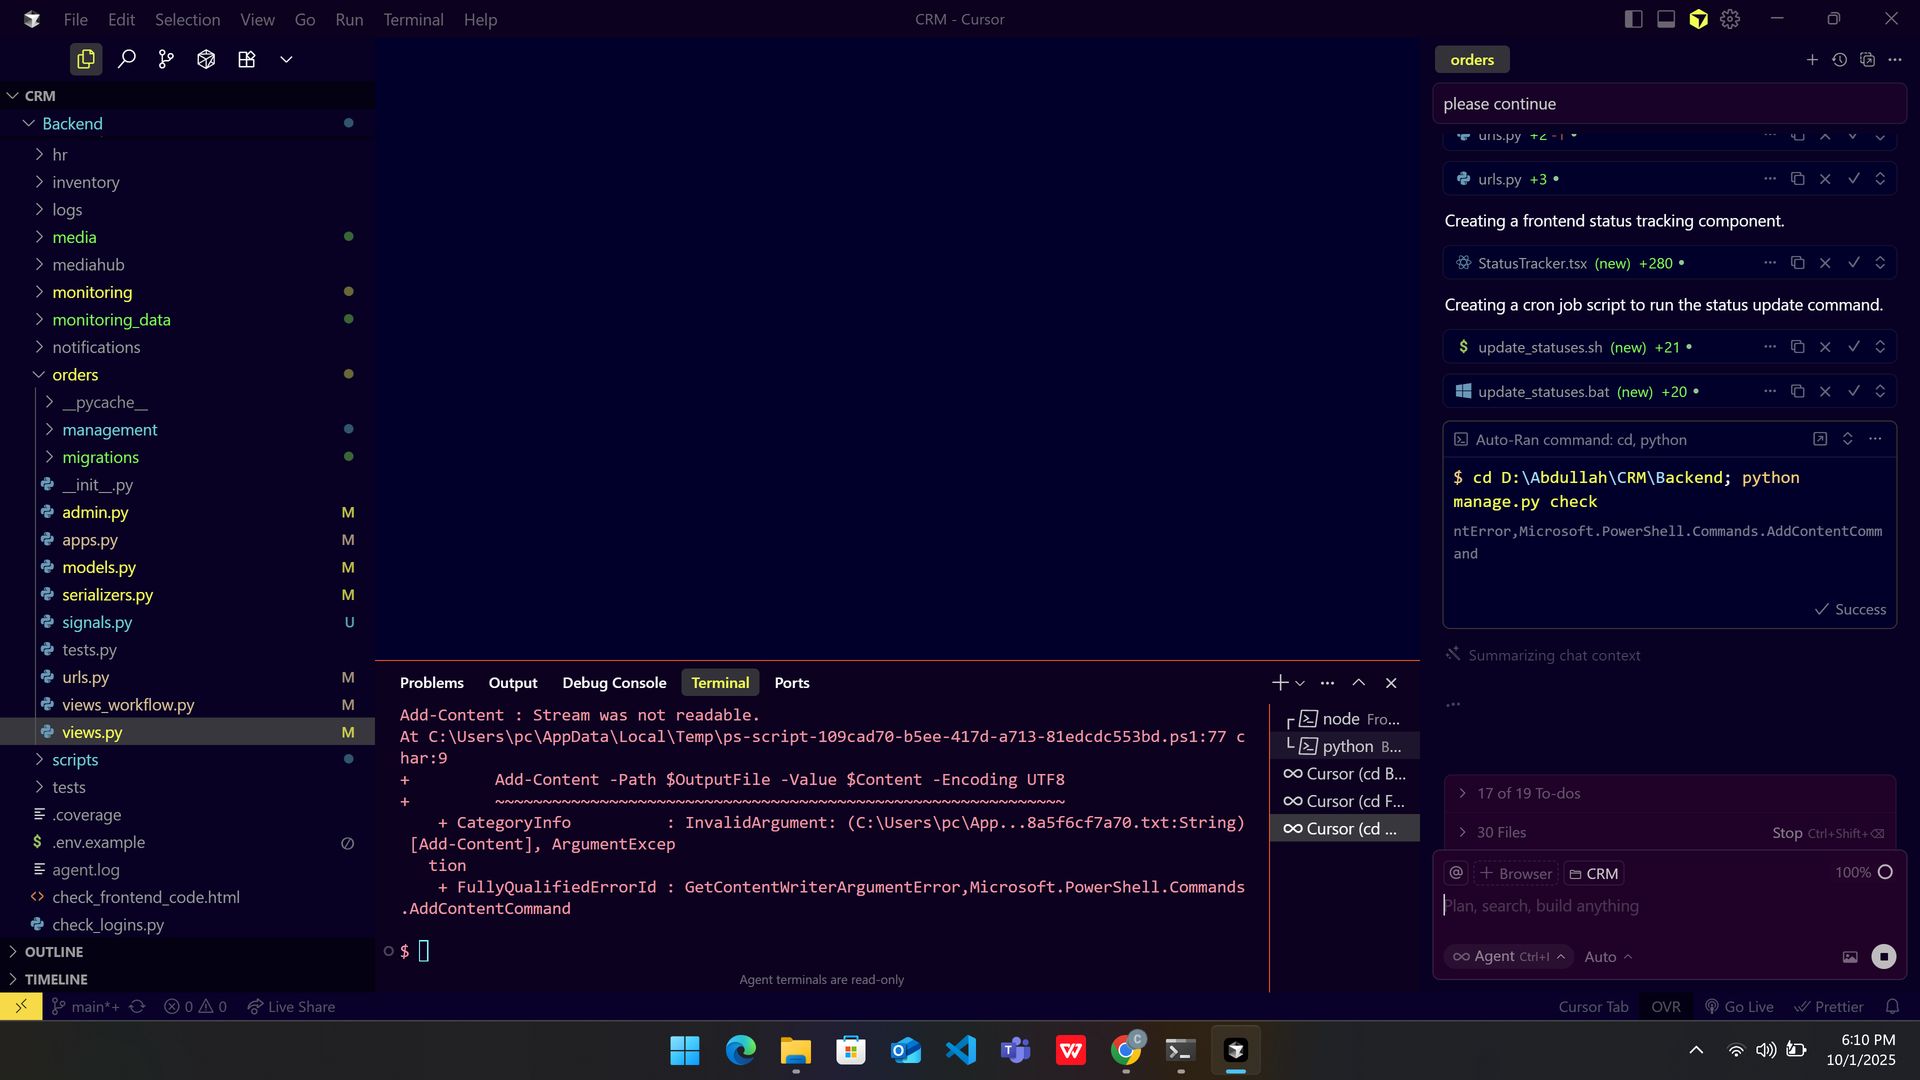 File Edit Selection View Go Run Terminal Help
CRM - Cursor
CRM
Backend
hr
inventory
logs
media
mediahub
monitoring
monitoring_data
notifications
orders
__pycache__
management
migrations
__init__.py
admin.py M
apps.py M
models.py M
serializers.py M
signals.py U
tests.py
urls.py M
views_workflow.py M
views.py M
scripts
tests
.coverage
.env.example
agent.log
check_frontend_code.html
check_logins.py
OUTLINE
TIMELINE
Problems Output Debug Console Terminal Ports
Add-Content : Stream was not readable.
At C:\Users\pc\AppData\Local\Temp\ps-script-109cad70-b5ee-417d-a713-81edcdc553bd.ps1:77 c
har:9
+         Add-Content -Path $OutputFile -Value $Content -Encoding UTF8
+         ~~~~~~~~~~~~~~~~~~~~~~~~~~~~~~~~~~~~~~~~~~~~~~~~~~~~~~~~~~~~
    + CategoryInfo          : InvalidArgument: (C:\Users\pc\App...8a5f6cf7a70.txt:String)
 [Add-Content], ArgumentExcep
   tion
    + FullyQualifiedErrorId : GetContentWriterArgumentError,Microsoft.PowerShell.Commands
.AddContentCommand
$
Agent terminals are read-only
node Fro...
python B...
Cursor (cd B...
Cursor (cd F...
Cursor (cd ...
orders
please continue
urls.py +2 -1 •
urls.py +3 •
Creating a frontend status tracking component.
StatusTracker.tsx (new) +280 •
Creating a cron job script to run the status update command.
$ update_statuses.sh (new) +21 •
update_statuses.bat (new) +20 •
Auto-Ran command: cd, python
$ cd D:\Abdullah\CRM\Backend; python
manage.py check
ntError,Microsoft.PowerShell.Commands.AddContentComm
and
Success
Summarizing chat context
17 of 19 To-dos
30 Files Stop Ctrl+Shift+⌫
@ + Browser CRM 100%
Plan, search, build anything
Agent Ctrl+I Auto
main*+ 0 0 Live Share
Cursor Tab OVR Go Live Prettier
6:10 PM
10/1/2025